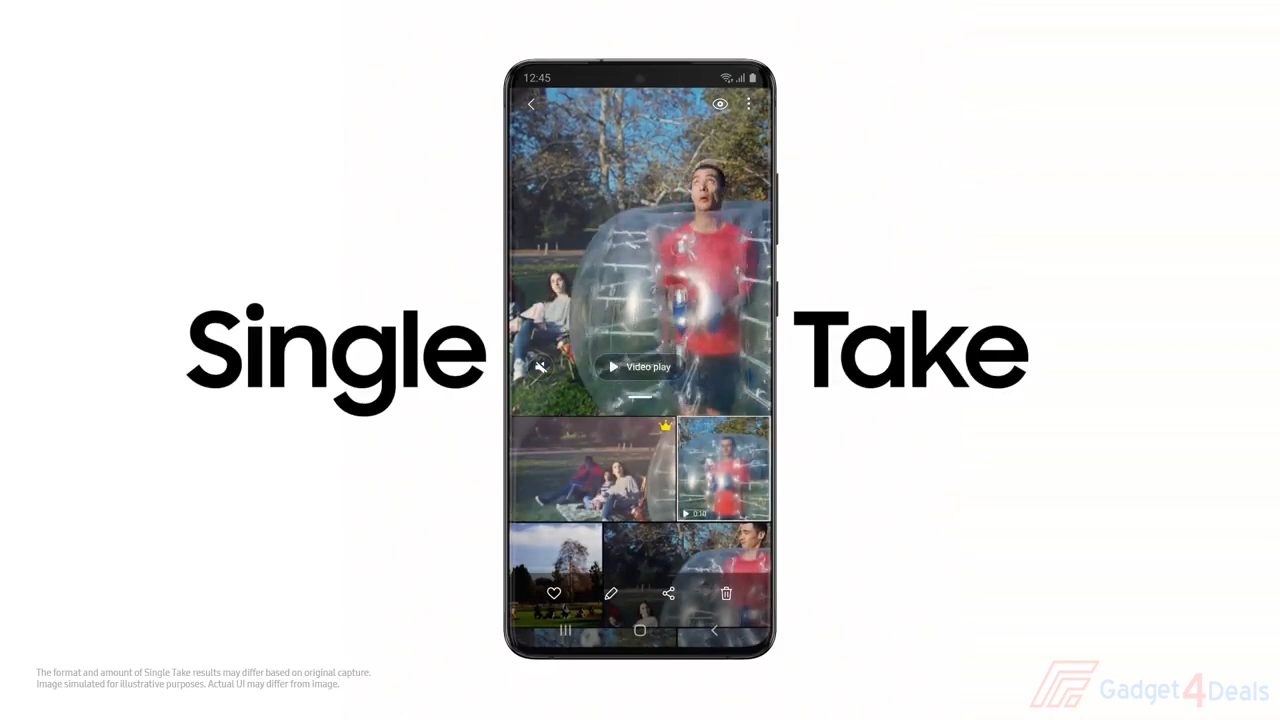 12:45
Single
Take
Video play
0:10
The format and amount of Single Take results may differ based on original capture.
Image simulated for illustrative purposes. Actual UI may differ from image.
Gadget4Deals